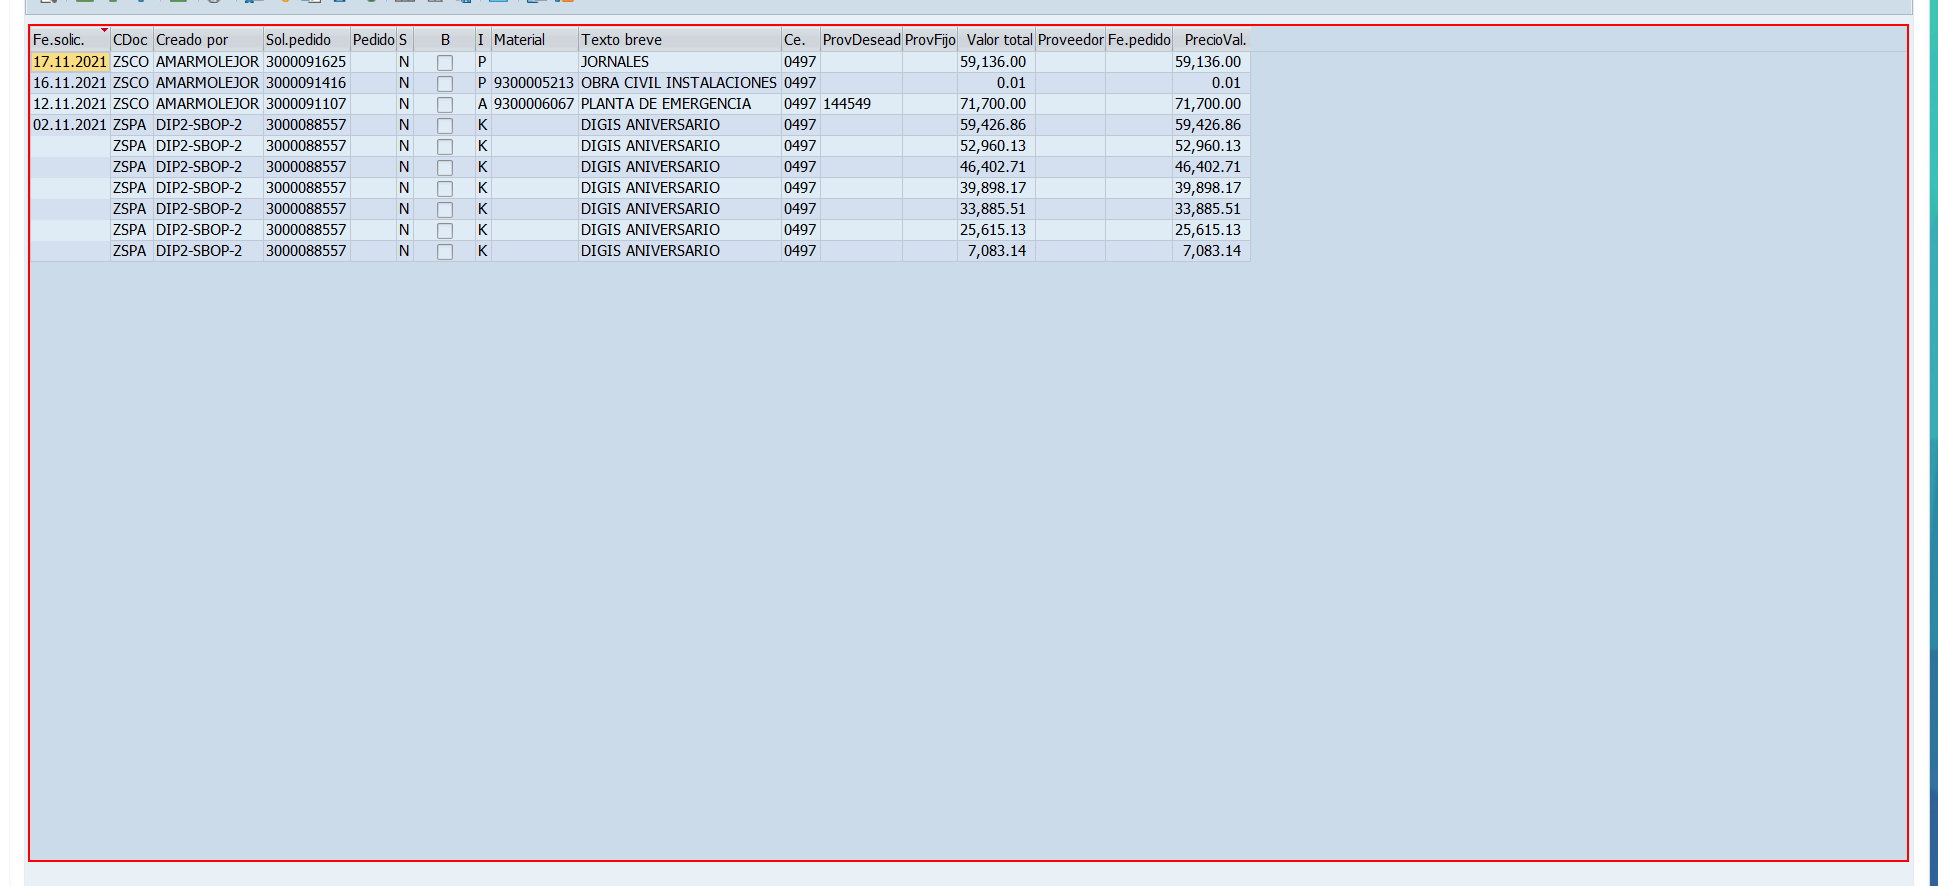 Fe.solic. CDoc Creado por Sol.pedido Pedido S B I Material Texto breve Ce. ProvDesead ProvFijo Valor total Proveedor Fe.pedido PrecioVal.
17.11.2021 ZSCO AMARMOLEJOR 3000091625 N P JORNALES 0497 59,136.00 59,136.00
16.11.2021 ZSCO AMARMOLEJOR 3000091416 N P 9300005213 OBRA CIVIL INSTALACIONES 0497 0.01 0.01
12.11.2021 ZSCO AMARMOLEJOR 3000091107 N A 9300006067 PLANTA DE EMERGENCIA 0497 144549 71,700.00 71,700.00
02.11.2021 ZSPA DIP2-SBOP-2 3000088557 N K DIGIS ANIVERSARIO 0497 59,426.86 59,426.86
ZSPA DIP2-SBOP-2 3000088557 N K DIGIS ANIVERSARIO 0497 52,960.13 52,960.13
ZSPA DIP2-SBOP-2 3000088557 N K DIGIS ANIVERSARIO 0497 46,402.71 46,402.71
ZSPA DIP2-SBOP-2 3000088557 N K DIGIS ANIVERSARIO 0497 39,898.17 39,898.17
ZSPA DIP2-SBOP-2 3000088557 N K DIGIS ANIVERSARIO 0497 33,885.51 33,885.51
ZSPA DIP2-SBOP-2 3000088557 N K DIGIS ANIVERSARIO 0497 25,615.13 25,615.13
ZSPA DIP2-SBOP-2 3000088557 N K DIGIS ANIVERSARIO 0497 7,083.14 7,083.14